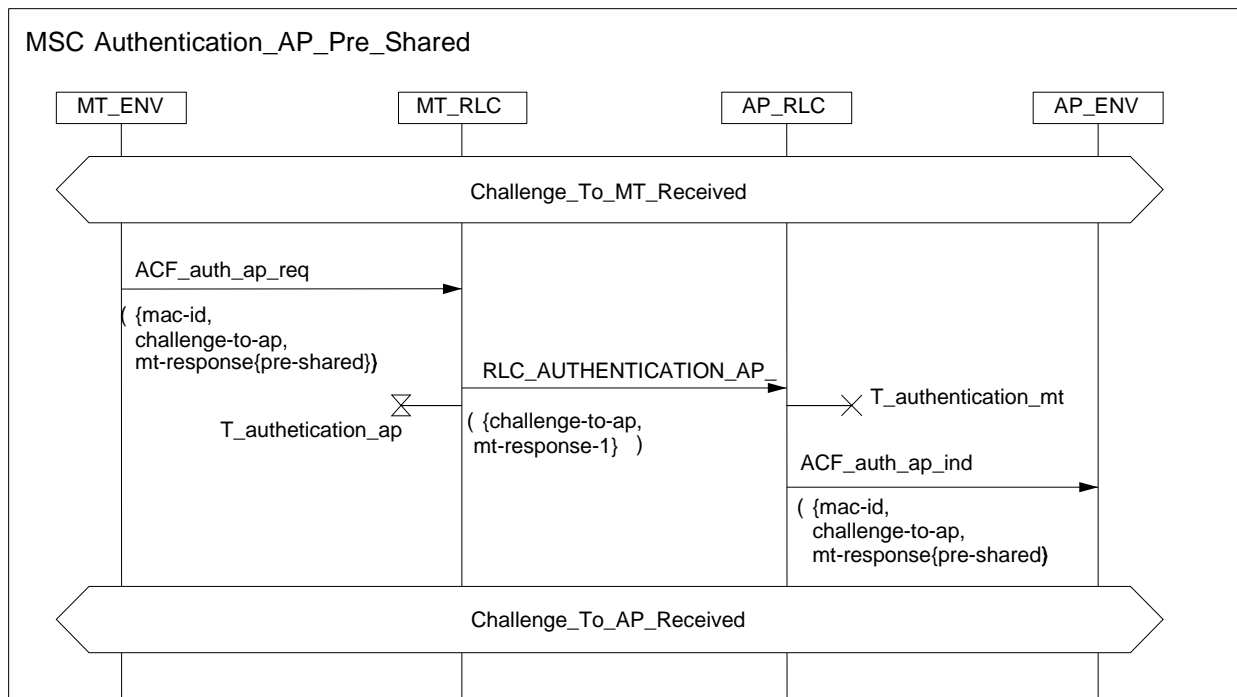 MSC Authentication_AP_Pre_Shared
MT_ENV MT_RLC AP_RLC AP_ENV
Challenge_To_MT_Received
ACF_auth_ap_req
( {mac-id,
challenge-to-ap,
mt-response{pre-shared}})
RLC_AUTHENTICATION_AP_
T_authentication_mt
T_authetication_ap
( {challenge-to-ap,
mt-response-1} )
ACF_auth_ap_ind
( {mac-id,
challenge-to-ap,
mt-response{pre-shared})
Challenge_To_AP_Received